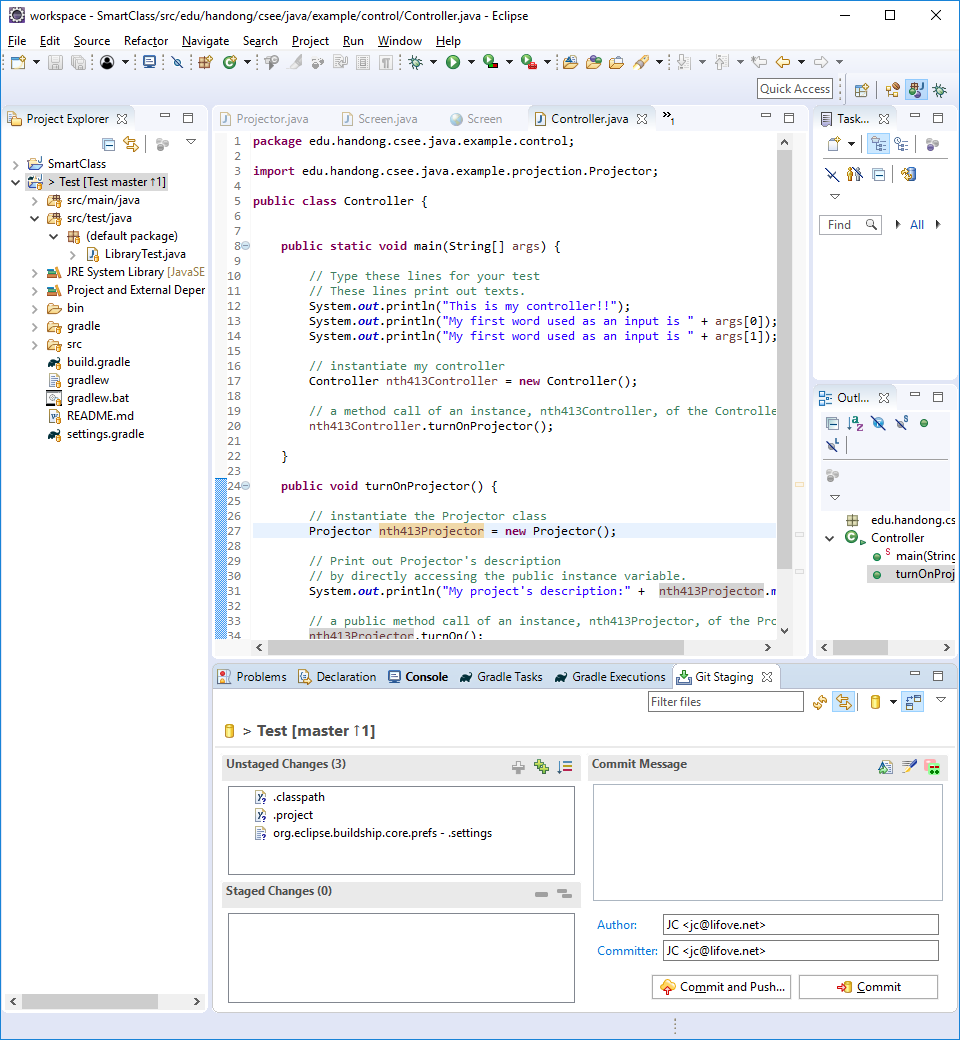 workspace - SmartClass/src/edu/handong/csee/java/example/control/Controller.java - Eclipse
File Edit Source Refactor Navigate Search Project Run Window Help
Quick Access
Project Explorer
SmartClass
> Test [Test master ↑1]
src/main/java
src/test/java
(default package)
LibraryTest.java
JRE System Library [JavaSE
Project and External Deper
bin
gradle
src
build.gradle
gradlew
gradlew.bat
README.md
settings.gradle
Projector.java Screen.java Screen Controller.java »1
1 package edu.handong.csee.java.example.control;
2
3 import edu.handong.csee.java.example.projection.Projector;
4
5 public class Controller {
6
7
8 public static void main(String[] args) {
9
10 // Type these lines for your test
11 // These lines print out texts.
12 System.out.println("This is my controller!!");
13 System.out.println("My first word used as an input is " + args[0]);
14 System.out.println("My first word used as an input is " + args[1]);
15
16 // instantiate my controller
17 Controller nth413Controller = new Controller();
18
19 // a method call of an instance, nth413Controller, of the Controlle
20 nth413Controller.turnOnProjector();
21
22 }
23
24 public void turnOnProjector() {
25
26 // instantiate the Projector class
27 Projector nth413Projector = new Projector();
28
29 // Print out Projector's description
30 // by directly accessing the public instance variable.
31 System.out.println("My project's description:" + nth413Projector.m
32
33 // a public method call of an instance, nth413Projector, of the Pro
34 nth413Projector.turnOn();
Task...
Find All
Outl...
edu.handong.cs
Controller
main(String
turnOnProj
Problems Declaration Console Gradle Tasks Gradle Executions Git Staging
Filter files
> Test [master ↑1]
Unstaged Changes (3)
.classpath
.project
org.eclipse.buildship.core.prefs - .settings
Staged Changes (0)
Commit Message
Author: JC <jc@lifove.net>
Committer: JC <jc@lifove.net>
Commit and Push... Commit